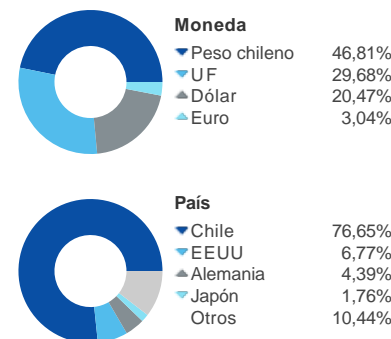 Moneda
Peso chileno 46,81%
UF 29,68%
Dólar 20,47%
Euro 3,04%
País
Chile 76,65%
EEUU 6,77%
Alemania 4,39%
Japón 1,76%
Otros 10,44%